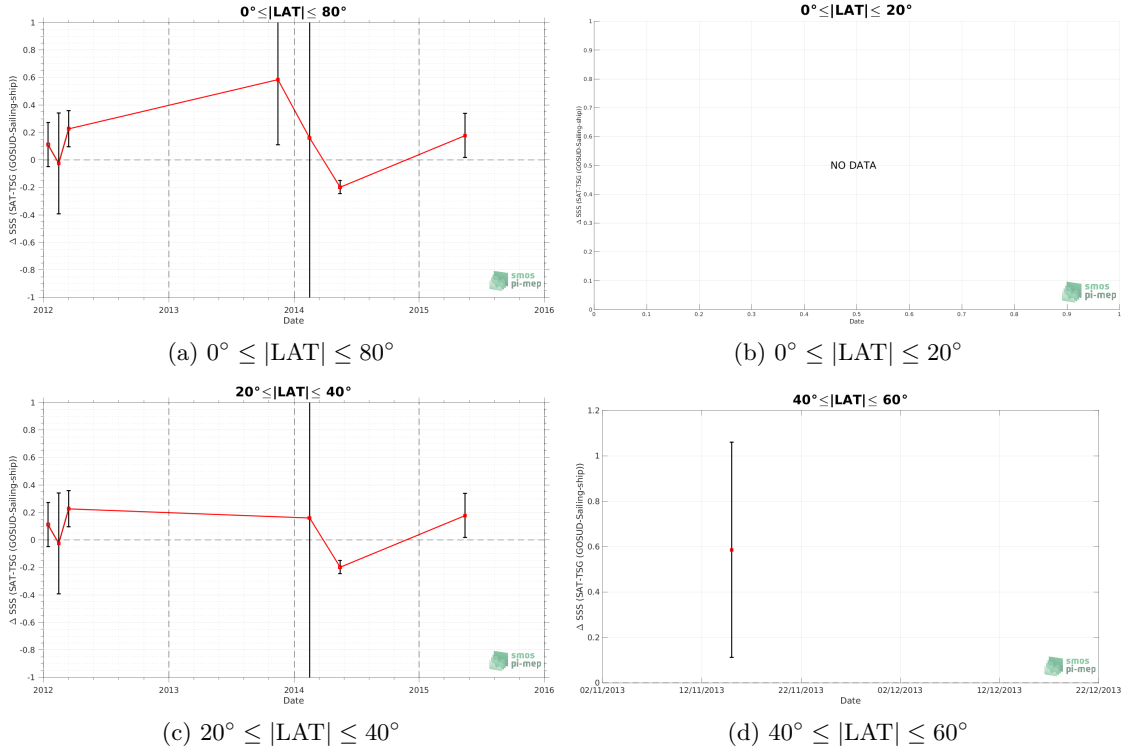 0°≤|LAT|≤ 80°
Δ SSS (SAT-TSG (GOSUD-Sailing-ship))
1
0.8
0.6
0.4
0.2
0
-0.2
-0.4
-0.6
-0.8
-1
2012
2013
2014
2015
2016
Date
smos
pi-mep
(a) 0° ≤ |LAT| ≤ 80°
0°≤|LAT|≤ 20°
Δ SSS (SAT-TSG (GOSUD-Sailing-ship))
1
0.9
0.8
0.7
0.6
0.5
0.4
0.3
0.2
0.1
0
NO DATA
0
0.1
0.2
0.3
0.4
0.5
0.6
0.7
0.8
0.9
1
Date
smos
pi-mep
(b) 0° ≤ |LAT| ≤ 20°
20°≤|LAT|≤ 40°
Δ SSS (SAT-TSG (GOSUD-Sailing-ship))
1
0.8
0.6
0.4
0.2
0
-0.2
-0.4
-0.6
-0.8
-1
2012
2013
2014
2015
2016
Date
smos
pi-mep
(c) 20° ≤ |LAT| ≤ 40°
40°≤|LAT|≤ 60°
Δ SSS (SAT-TSG (GOSUD-Sailing-ship))
1.2
1
0.8
0.6
0.4
0.2
0
02/11/2013
12/11/2013
22/11/2013
02/12/2013
12/12/2013
22/12/2013
Date
smos
pi-mep
(d) 40° ≤ |LAT| ≤ 60°